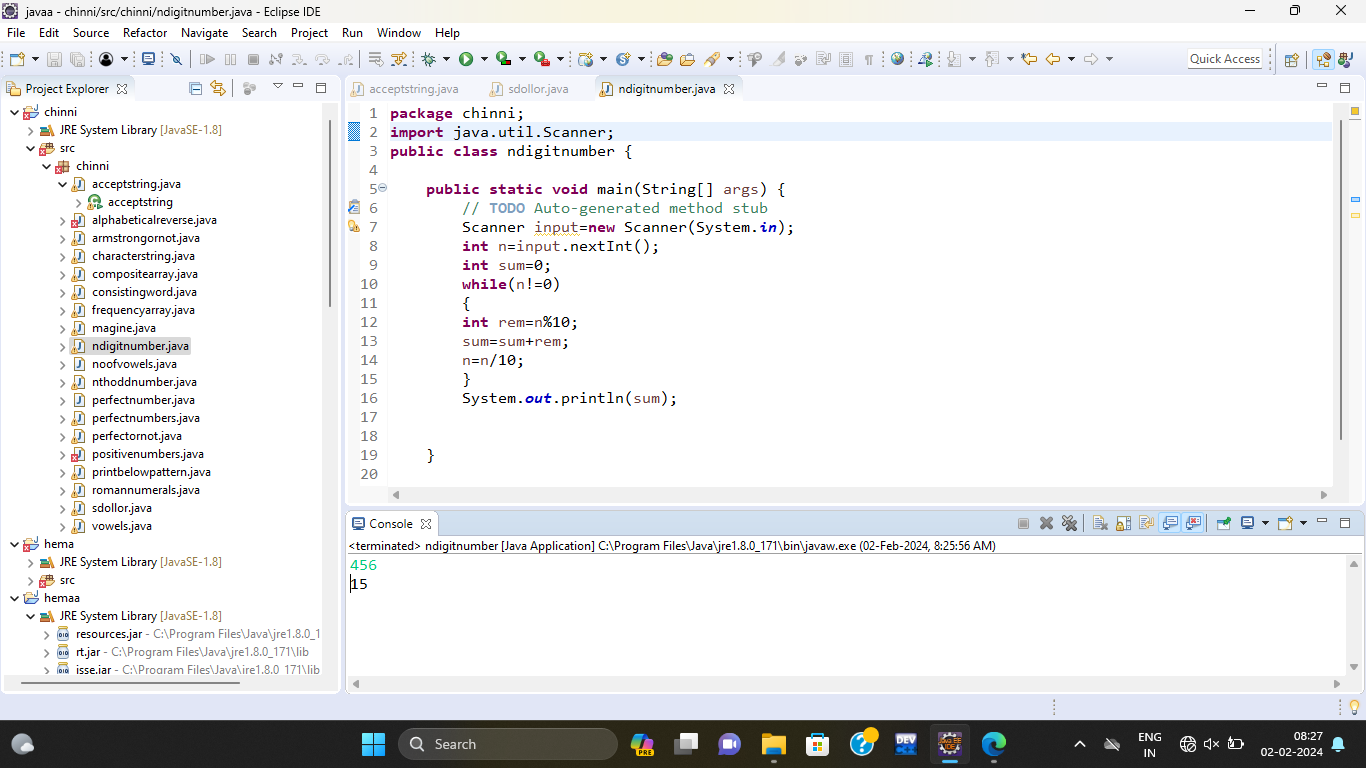 javaa - chinni/src/chinni/ndigitnumber.java - Eclipse IDE
File Edit Source Refactor Navigate Search Project Run Window Help
Quick Access
Project Explorer
chinni
JRE System Library [JavaSE-1.8]
src
chinni
acceptstring.java
acceptstring
alphabeticalreverse.java
armstrongornot.java
characterstring.java
compositearray.java
consistingword.java
frequencyarray.java
magine.java
ndigitnumber.java
noofvowels.java
nthoddnumber.java
perfectnumber.java
perfectnumbers.java
perfectornot.java
positivenumbers.java
printbelowpattern.java
romannumerals.java
sdollor.java
vowels.java
hema
JRE System Library [JavaSE-1.8]
src
hemaa
JRE System Library [JavaSE-1.8]
resources.jar - C:\Program Files\Java\jre1.8.0_1
rt.jar - C:\Program Files\Java\jre1.8.0_171\lib
jsse.jar - C:\Program Files\Java\jre1.8.0_171\lib
acceptstring.java sdollor.java ndigitnumber.java
1 package chinni;
2 import java.util.Scanner;
3 public class ndigitnumber {
4
5 public static void main(String[] args) {
6 // TODO Auto-generated method stub
7 Scanner input=new Scanner(System.in);
8 int n=input.nextInt();
9 int sum=0;
10 while(n!=0)
11 {
12 int rem=n%10;
13 sum=sum+rem;
14 n=n/10;
15 }
16 System.out.println(sum);
17
18
19 }
20
Console
<terminated> ndigitnumber [Java Application] C:\Program Files\Java\jre1.8.0_171\bin\javaw.exe (02-Feb-2024, 8:25:56 AM)
456
15
Search
PRE
DEV
Java EE
IDE
ENG
IN
08:27
02-02-2024